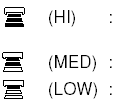 (HI) :
(MED) :
(LOW) :